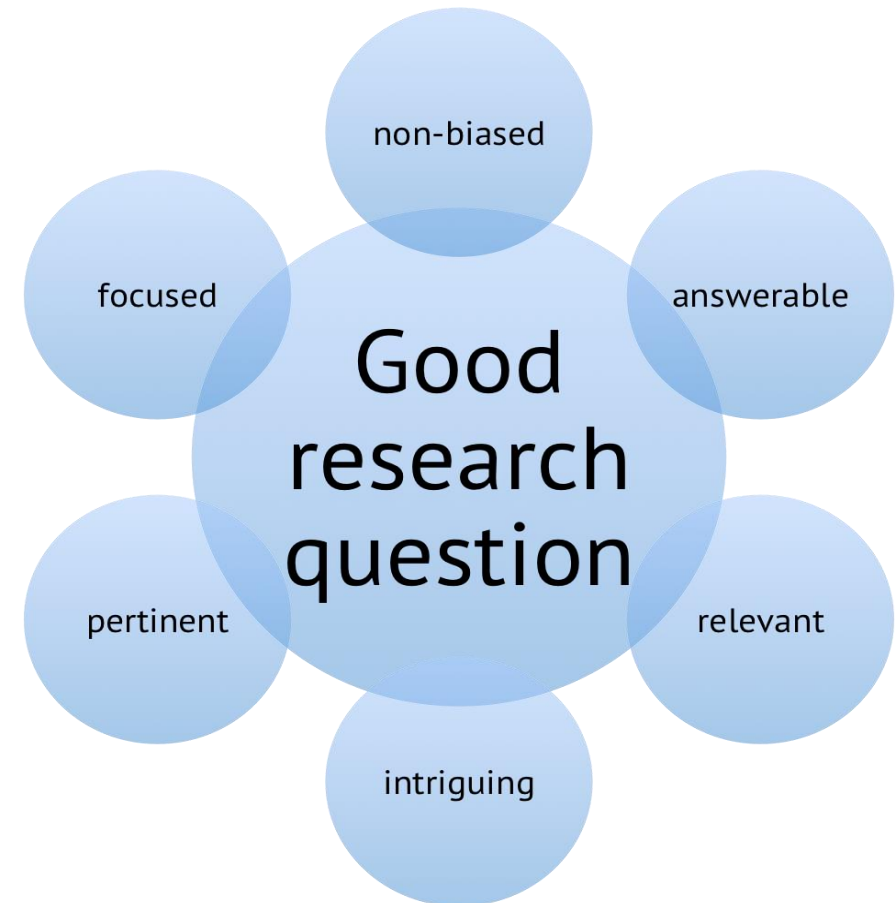 non-biased
focused
answerable
Good
research
question
pertinent
relevant
intriguing